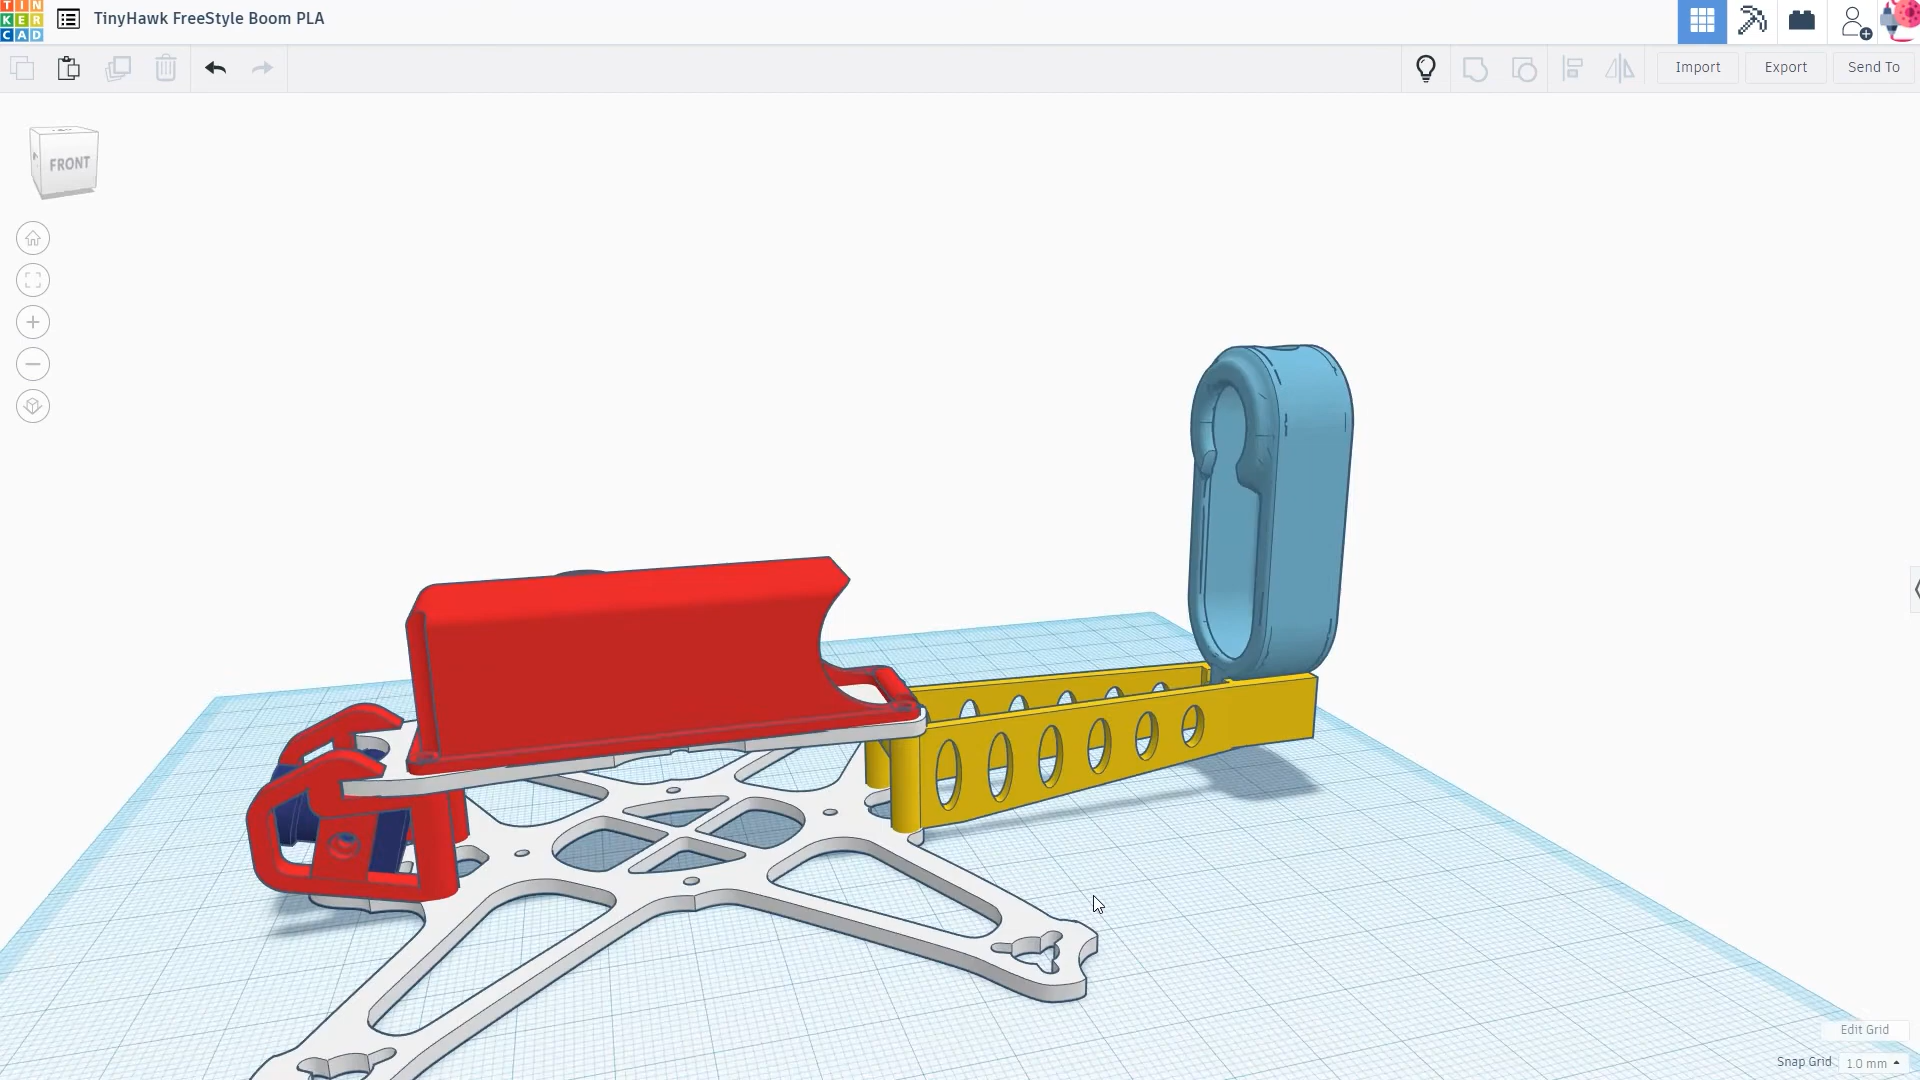 TIN
KER
CAD
TinyHawk FreeStyle Boom PLA
Import
Export
Send To
FRONT
Edit Grid
Snap Grid
1.0 mm